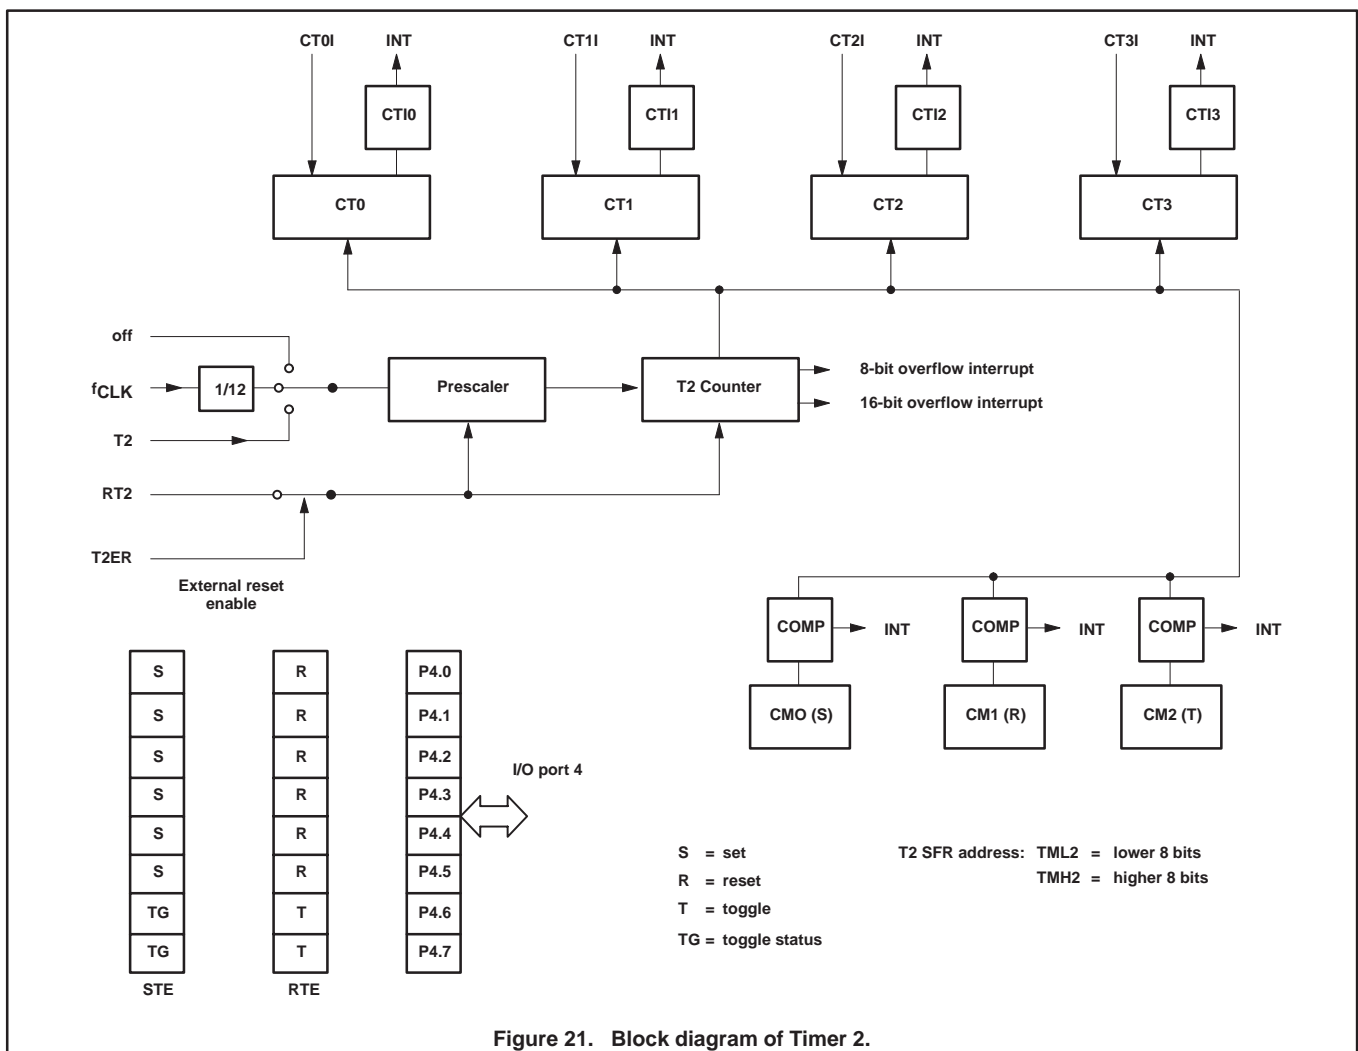 CT0I INT CT1I INT CT2I INT CT3I INT
CTI0 CTI1 CTI2 CTI3
CT0 CT1 CT2 CT3
off
fCLK 1/12 Prescaler T2 Counter
8-bit overflow interrupt
16-bit overflow interrupt
T2
RT2
T2ER
External reset
enable
COMP INT COMP INT COMP INT
CMO (S) CM1 (R) CM2 (T)
S R P4.0
S R P4.1
S R P4.2
S R P4.3
S R P4.4
S R P4.5
TG T P4.6
TG T P4.7
STE RTE
I/O port 4
S = set
R = reset
T = toggle
TG = toggle status
T2 SFR address: TML2 = lower 8 bits
TMH2 = higher 8 bits
Figure 21. Block diagram of Timer 2.